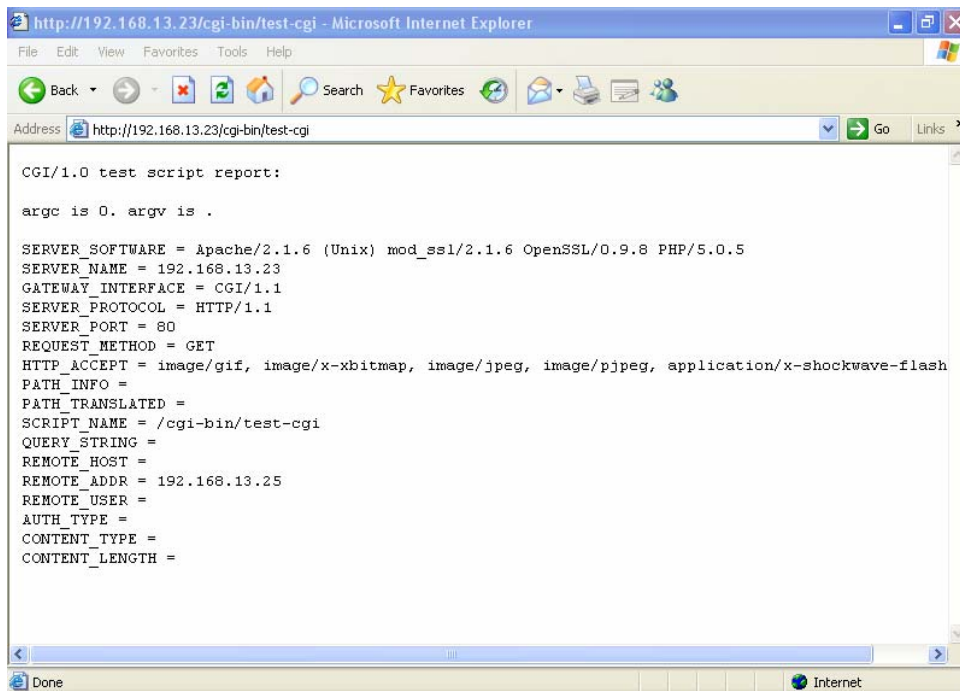 http://192.168.13.23/cgi-bin/test-cgi - Microsoft Internet Explorer
File Edit View Favorites Tools Help
Back Search Favorites
Address http://192.168.13.23/cgi-bin/test-cgi Go Links
CGI/1.0 test script report:
argc is 0. argv is .
SERVER_SOFTWARE = Apache/2.1.6 (Unix) mod_ssl/2.1.6 OpenSSL/0.9.8 PHP/5.0.5
SERVER_NAME = 192.168.13.23
GATEWAY_INTERFACE = CGI/1.1
SERVER_PROTOCOL = HTTP/1.1
SERVER_PORT = 80
REQUEST_METHOD = GET
HTTP_ACCEPT = image/gif, image/x-xbitmap, image/jpeg, image/pjpeg, application/x-shockwave-flash
PATH_INFO =
PATH_TRANSLATED =
SCRIPT_NAME = /cgi-bin/test-cgi
QUERY_STRING =
REMOTE_HOST =
REMOTE_ADDR = 192.168.13.25
REMOTE_USER =
AUTH_TYPE =
CONTENT_TYPE =
CONTENT_LENGTH =
Done Internet